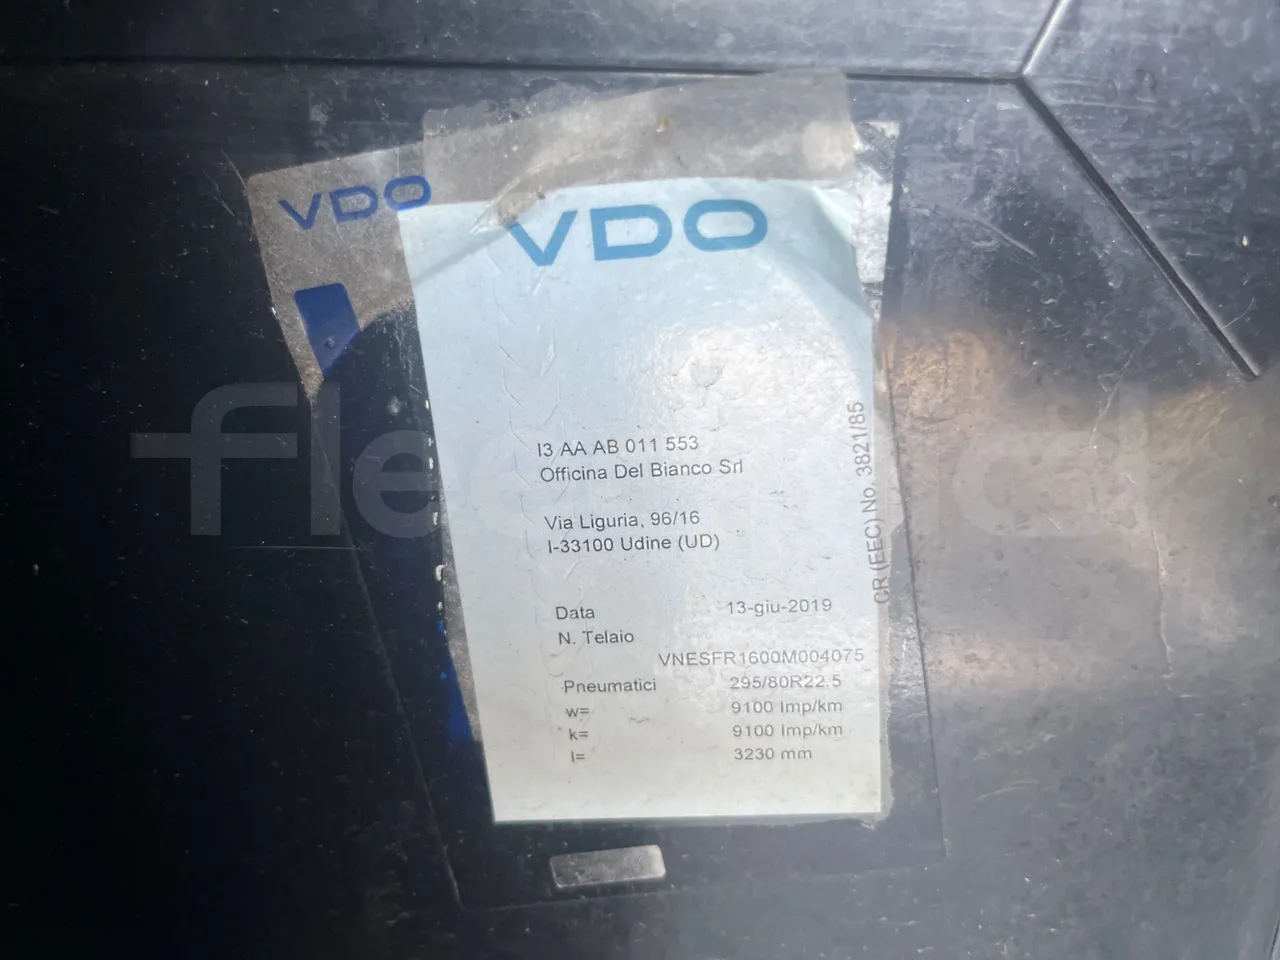 VDO
VDO
I3 AA AB 011 553
Officina Del Bianco Srl
Via Liguria, 96/16
I-33100 Udine (UD)
CR (EEC) No. 3821/85
Data 13-giu-2019
N. Telaio
VNESFR1600M004075
Pneumatici 295/80R22.5
w= 9100 Imp/km
k= 9100 Imp/km
l= 3230 mm